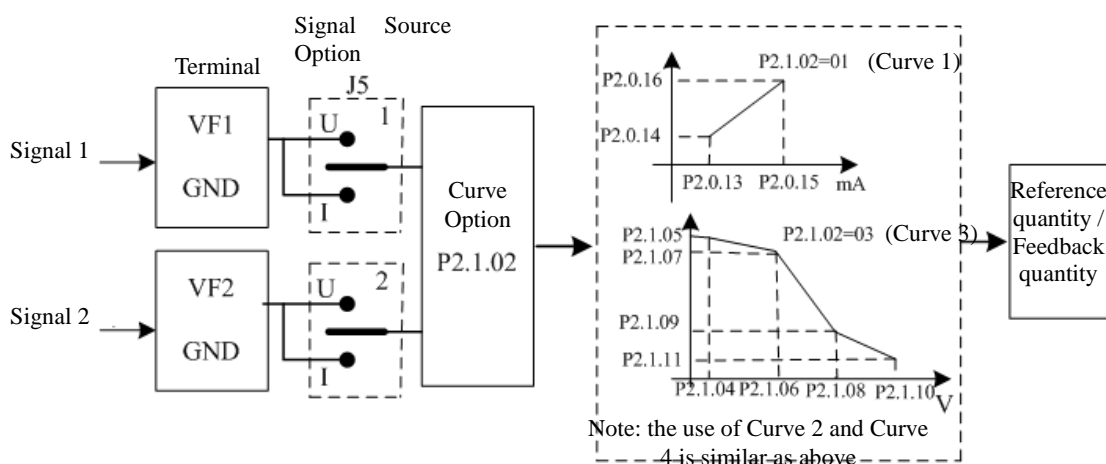 Signal Source
Option
Terminal
J5
Signal 1
VF1
GND
U
1
I
Signal 2
VF2
GND
U
2
I
Curve
Option
P2.1.02
P2.1.02=01 (Curve 1)
P2.0.16
P2.0.14
P2.0.13 P2.0.15 mA
P2.1.02=03 (Curve 3)
P2.1.05
P2.1.07
P2.1.09
P2.1.11
P2.1.04 P2.1.06 P2.1.08 P2.1.10 V
Note: the use of Curve 2 and Curve
4 is similar as above
Reference
quantity /
Feedback
quantity